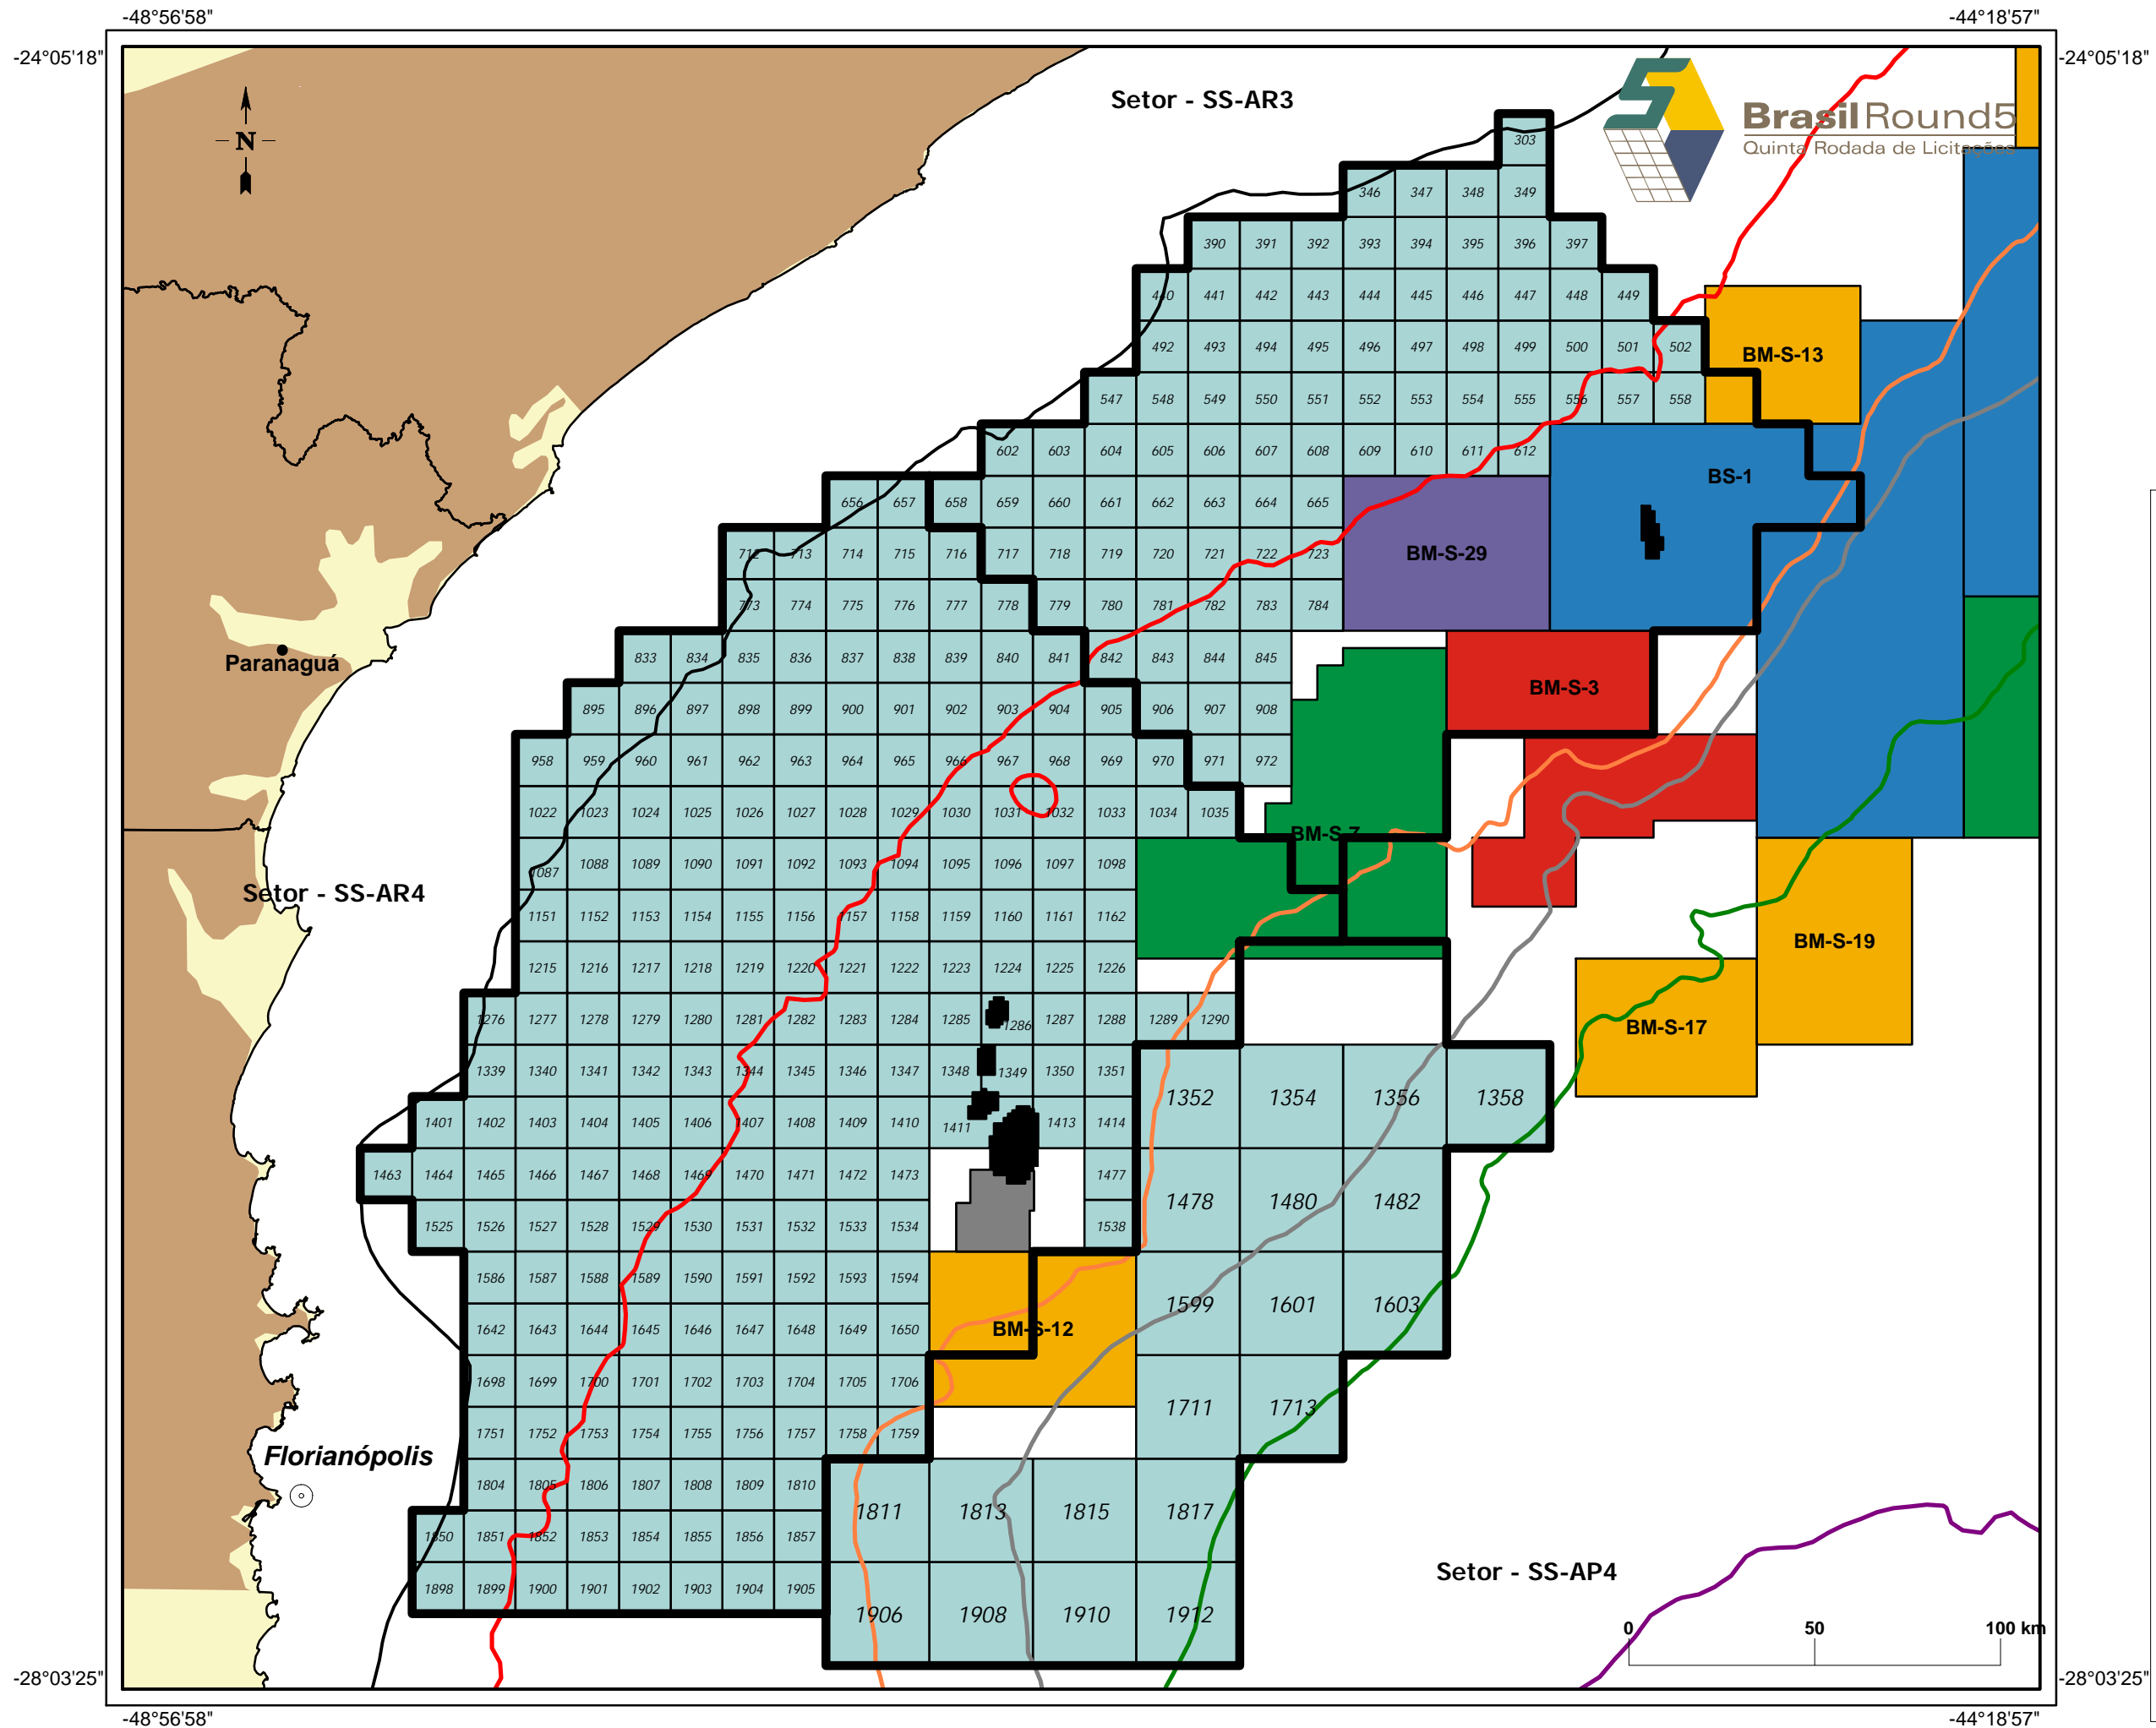 -48°56'58" -44°18'57"
-24°05'18" -24°05'18"
Setor - SS-AR3
N
BrasilRound5
Quinta Rodada de Licitações
303
346 347 348 349
390 391 392 393 394 395 396 397
440 441 442 443 444 445 446 447 448 449
492 493 494 495 496 497 498 499 500 501 502 BM-S-13
547 548 549 550 551 552 553 554 555 556 557 558
602 603 604 605 606 607 608 609 610 611 612
BS-1
656 657 658 659 660 661 662 663 664 665
712 713 714 715 716 717 718 719 720 721 722 723 BM-S-29
773 774 775 776 777 778 779 780 781 782 783 784
Paranaguá
833 834 835 836 837 838 839 840 841 842 843 844 845
BM-S-3
895 896 897 898 899 900 901 902 903 904 905 906 907 908
958 959 960 961 962 963 964 965 966 967 968 969 970 971 972
1022 1023 1024 1025 1026 1027 1028 1029 1030 1031 1032 1033 1034 1035
BM-S-7
1087 1088 1089 1090 1091 1092 1093 1094 1095 1096 1097 1098
Setor - SS-AR4
1151 1152 1153 1154 1155 1156 1157 1158 1159 1160 1161 1162
BM-S-19
1215 1216 1217 1218 1219 1220 1221 1222 1223 1224 1225 1226
1276 1277 1278 1279 1280 1281 1282 1283 1284 1285 1286 1287 1288 1289 1290
BM-S-17
1339 1340 1341 1342 1343 1344 1345 1346 1347 1348 1349 1350 1351
1352 1354 1356 1358
1401 1402 1403 1404 1405 1406 1407 1408 1409 1410 1411 1413 1414
1463 1464 1465 1466 1467 1468 1469 1470 1471 1472 1473 1477
1478 1480 1482
1525 1526 1527 1528 1529 1530 1531 1532 1533 1534 1538
1586 1587 1588 1589 1590 1591 1592 1593 1594
1599 1601 1603
1642 1643 1644 1645 1646 1647 1648 1649 1650 BM-S-12
1698 1699 1700 1701 1702 1703 1704 1705 1706
1711 1713
1751 1752 1753 1754 1755 1756 1757 1758 1759
Florianópolis
1804 1805 1806 1807 1808 1809 1810
1811 1813 1815 1817
1850 1851 1852 1853 1854 1855 1856 1857
Setor - SS-AP4
1898 1899 1900 1901 1902 1903 1904 1905
1906 1908 1910 1912
0 50 100 km
-28°03'25" -28°03'25"
-48°56'58" -44°18'57"